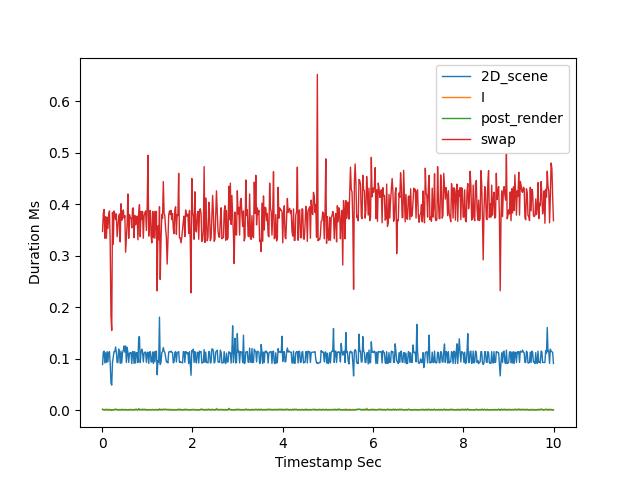 2D_scene
I
post_render
swap
0.6
0.5
0.4
0.3
0.2
0.1
0.0
Duration Ms
0 2 4 6 8 10
Timestamp Sec